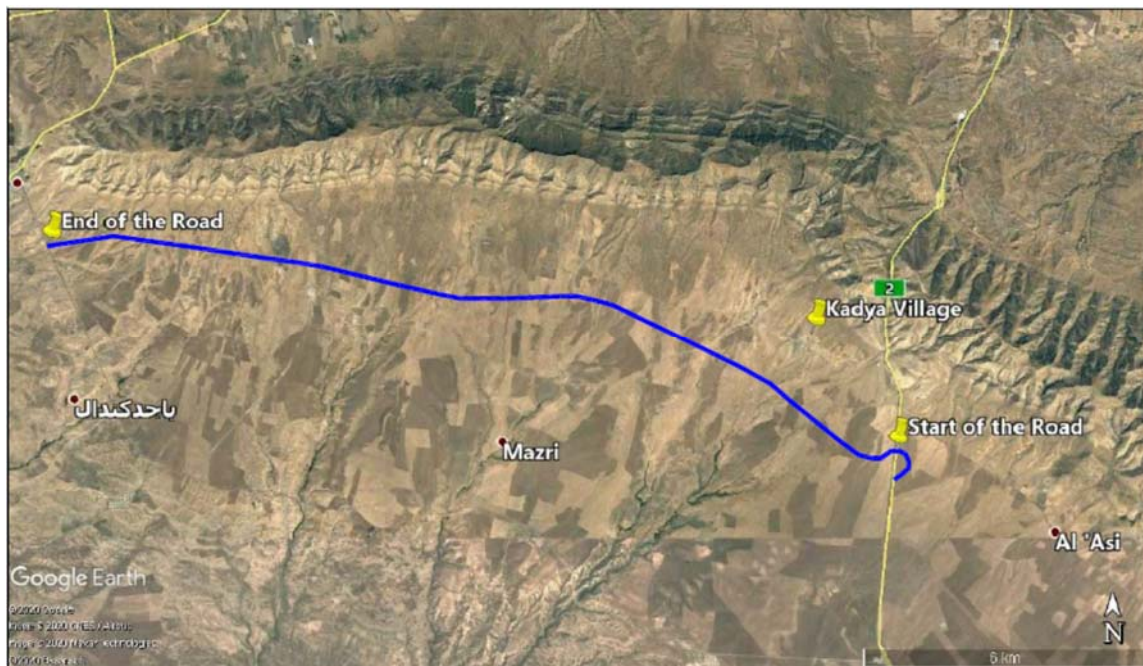 End of the Road
2
Kadya Village
باحدكندال
Start of the Road
Mazri
Al 'Asi
Google Earth
N
6 km